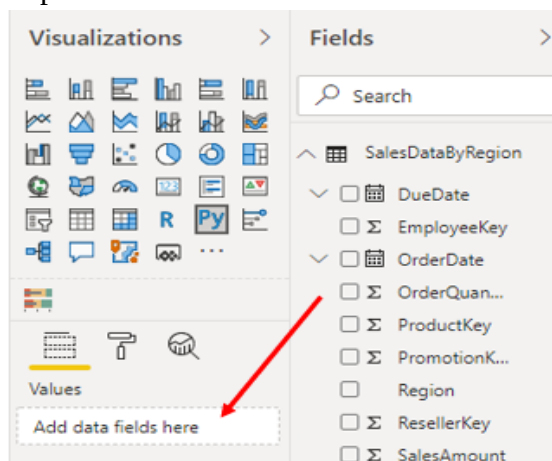 Visualizations
Fields
Search
SalesDataByRegion
DueDate
EmployeeKey
OrderDate
OrderQuan...
ProductKey
PromotionK...
Region
ResellerKey
SalesAmount
123
R
Py
Values
Add data fields here